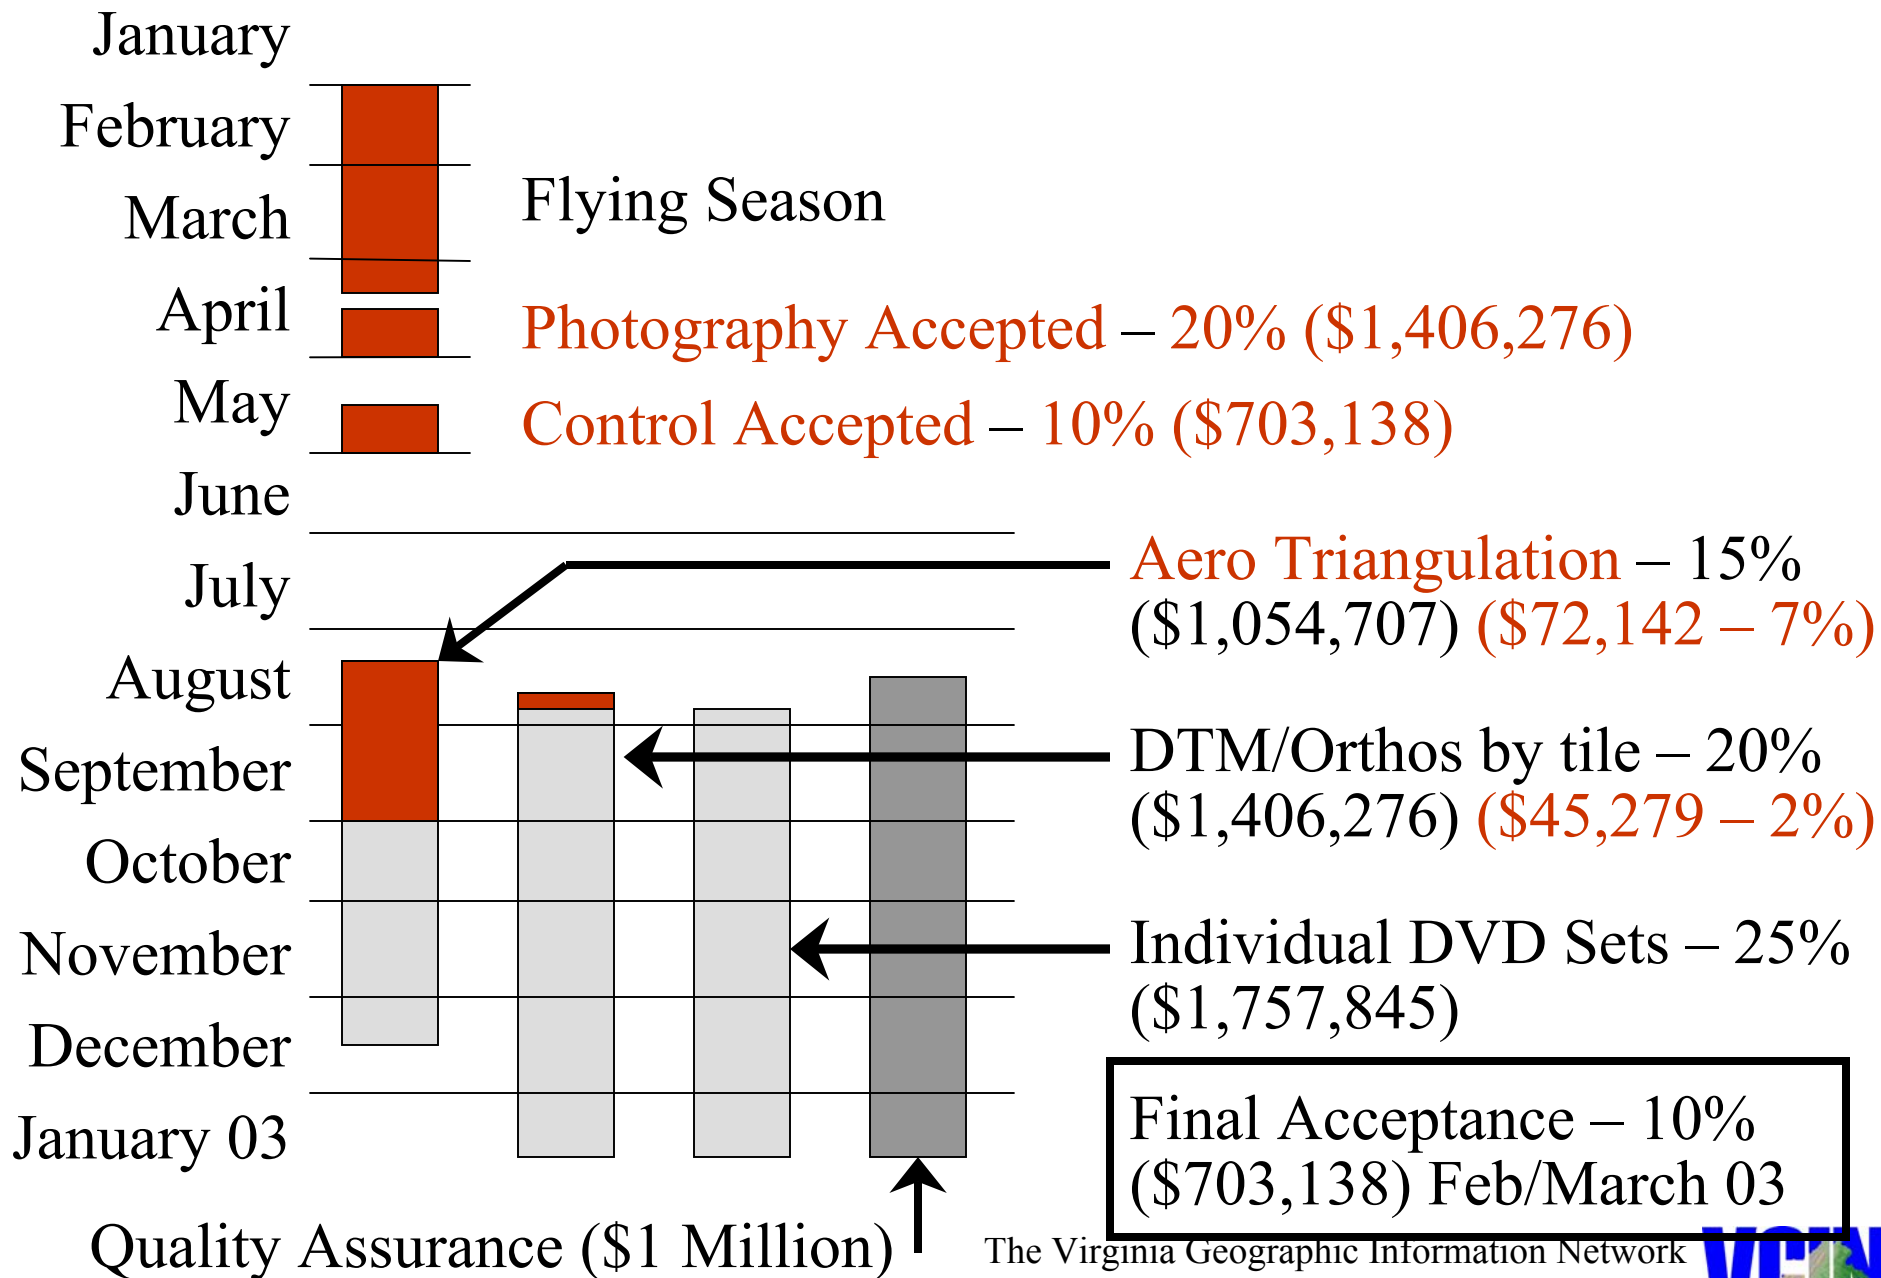 January
February
March
April
May
June
July
August
September
October
November
December
January 03
Flying Season
Photography Accepted – 20% ($1,406,276)
Control Accepted – 10% ($703,138)
Aero Triangulation – 15%
($1,054,707) ($72,142 – 7%)
DTM/Orthos by tile – 20%
($1,406,276) ($45,279 – 2%)
Individual DVD Sets – 25%
($1,757,845)
Final Acceptance – 10%
($703,138) Feb/March 03
Quality Assurance ($1 Million)
The Virginia Geographic Information Network
VGIN